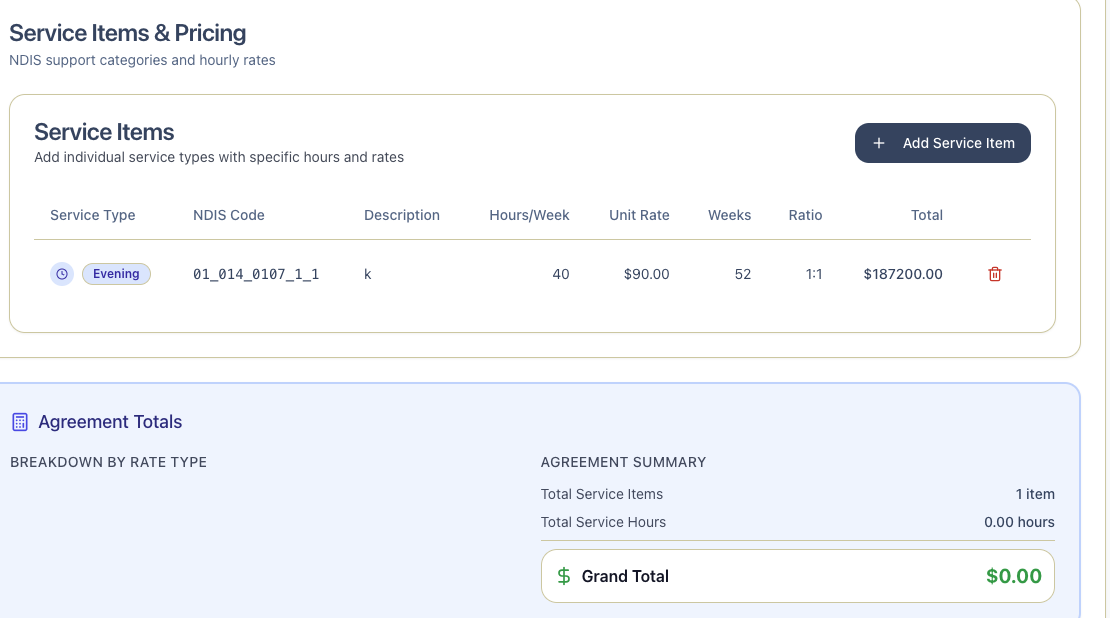 Service Items & Pricing
NDIS support categories and hourly rates
Service Items
Add individual service types with specific hours and rates
+ Add Service Item
Service Type NDIS Code Description Hours/Week Unit Rate Weeks Ratio Total
Evening 01_014_0107_1_1 k 40 $90.00 52 1:1 $187200.00
Agreement Totals
BREAKDOWN BY RATE TYPE
AGREEMENT SUMMARY
Total Service Items 1 item
Total Service Hours 0.00 hours
$ Grand Total $0.00